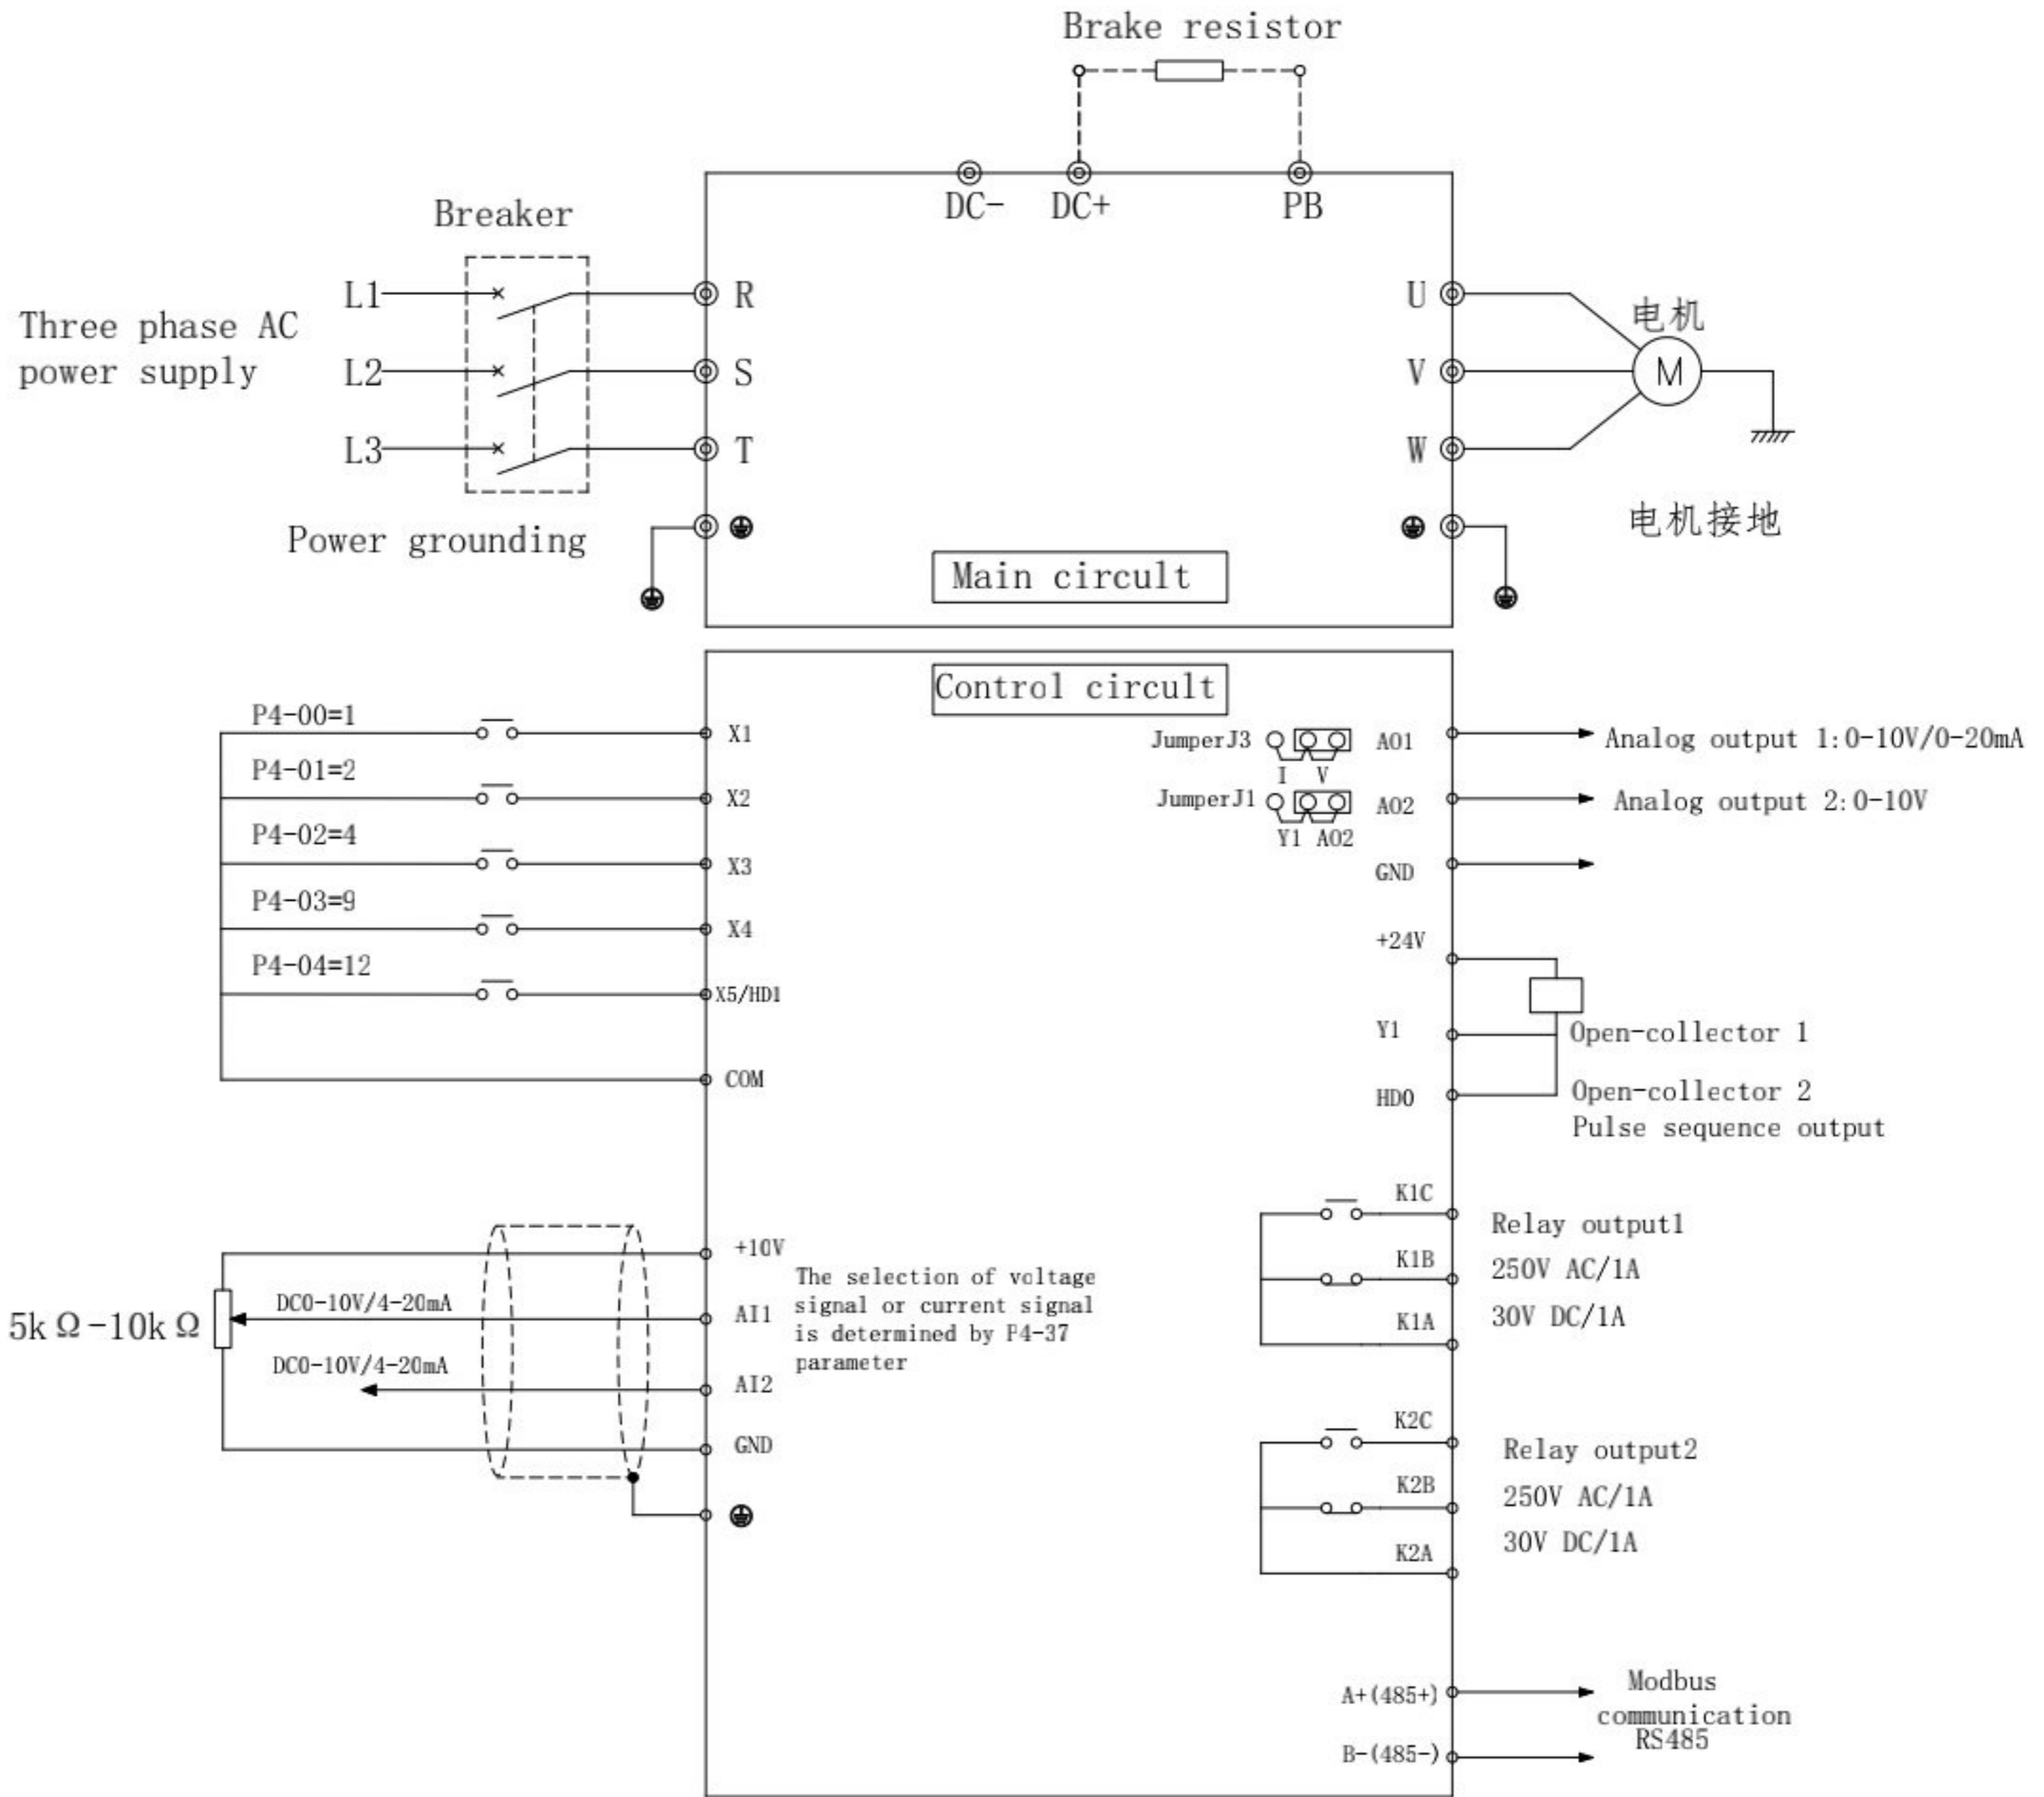 Brake resistor
DC-
DC+
PB
Breaker
Three phase AC
power supply
L1
L2
L3
R
S
T
Power grounding
U
V
W
电机
M
电机接地
Main circult
Control circult
P4-00=1
X1
P4-01=2
X2
P4-02=4
X3
P4-03=9
X4
P4-04=12
X5/HD1
COM
JumperJ3
I V
AO1
Analog output 1:0-10V/0-20mA
JumperJ1
Y1 AO2
AO2
Analog output 2:0-10V
GND
+24V
Y1
Open-collector 1
HDO
Open-collector 2
Pulse sequence output
+10V
5kΩ-10kΩ
DC0-10V/4-20mA
AI1
DC0-10V/4-20mA
AI2
GND
The selection of voltage
signal or current signal
is determined by P4-37
parameter
K1C
K1B
K1A
Relay output1
250V AC/1A
30V DC/1A
K2C
K2B
K2A
Relay output2
250V AC/1A
30V DC/1A
A+(485+)
B-(485-)
Modbus
communication
RS485